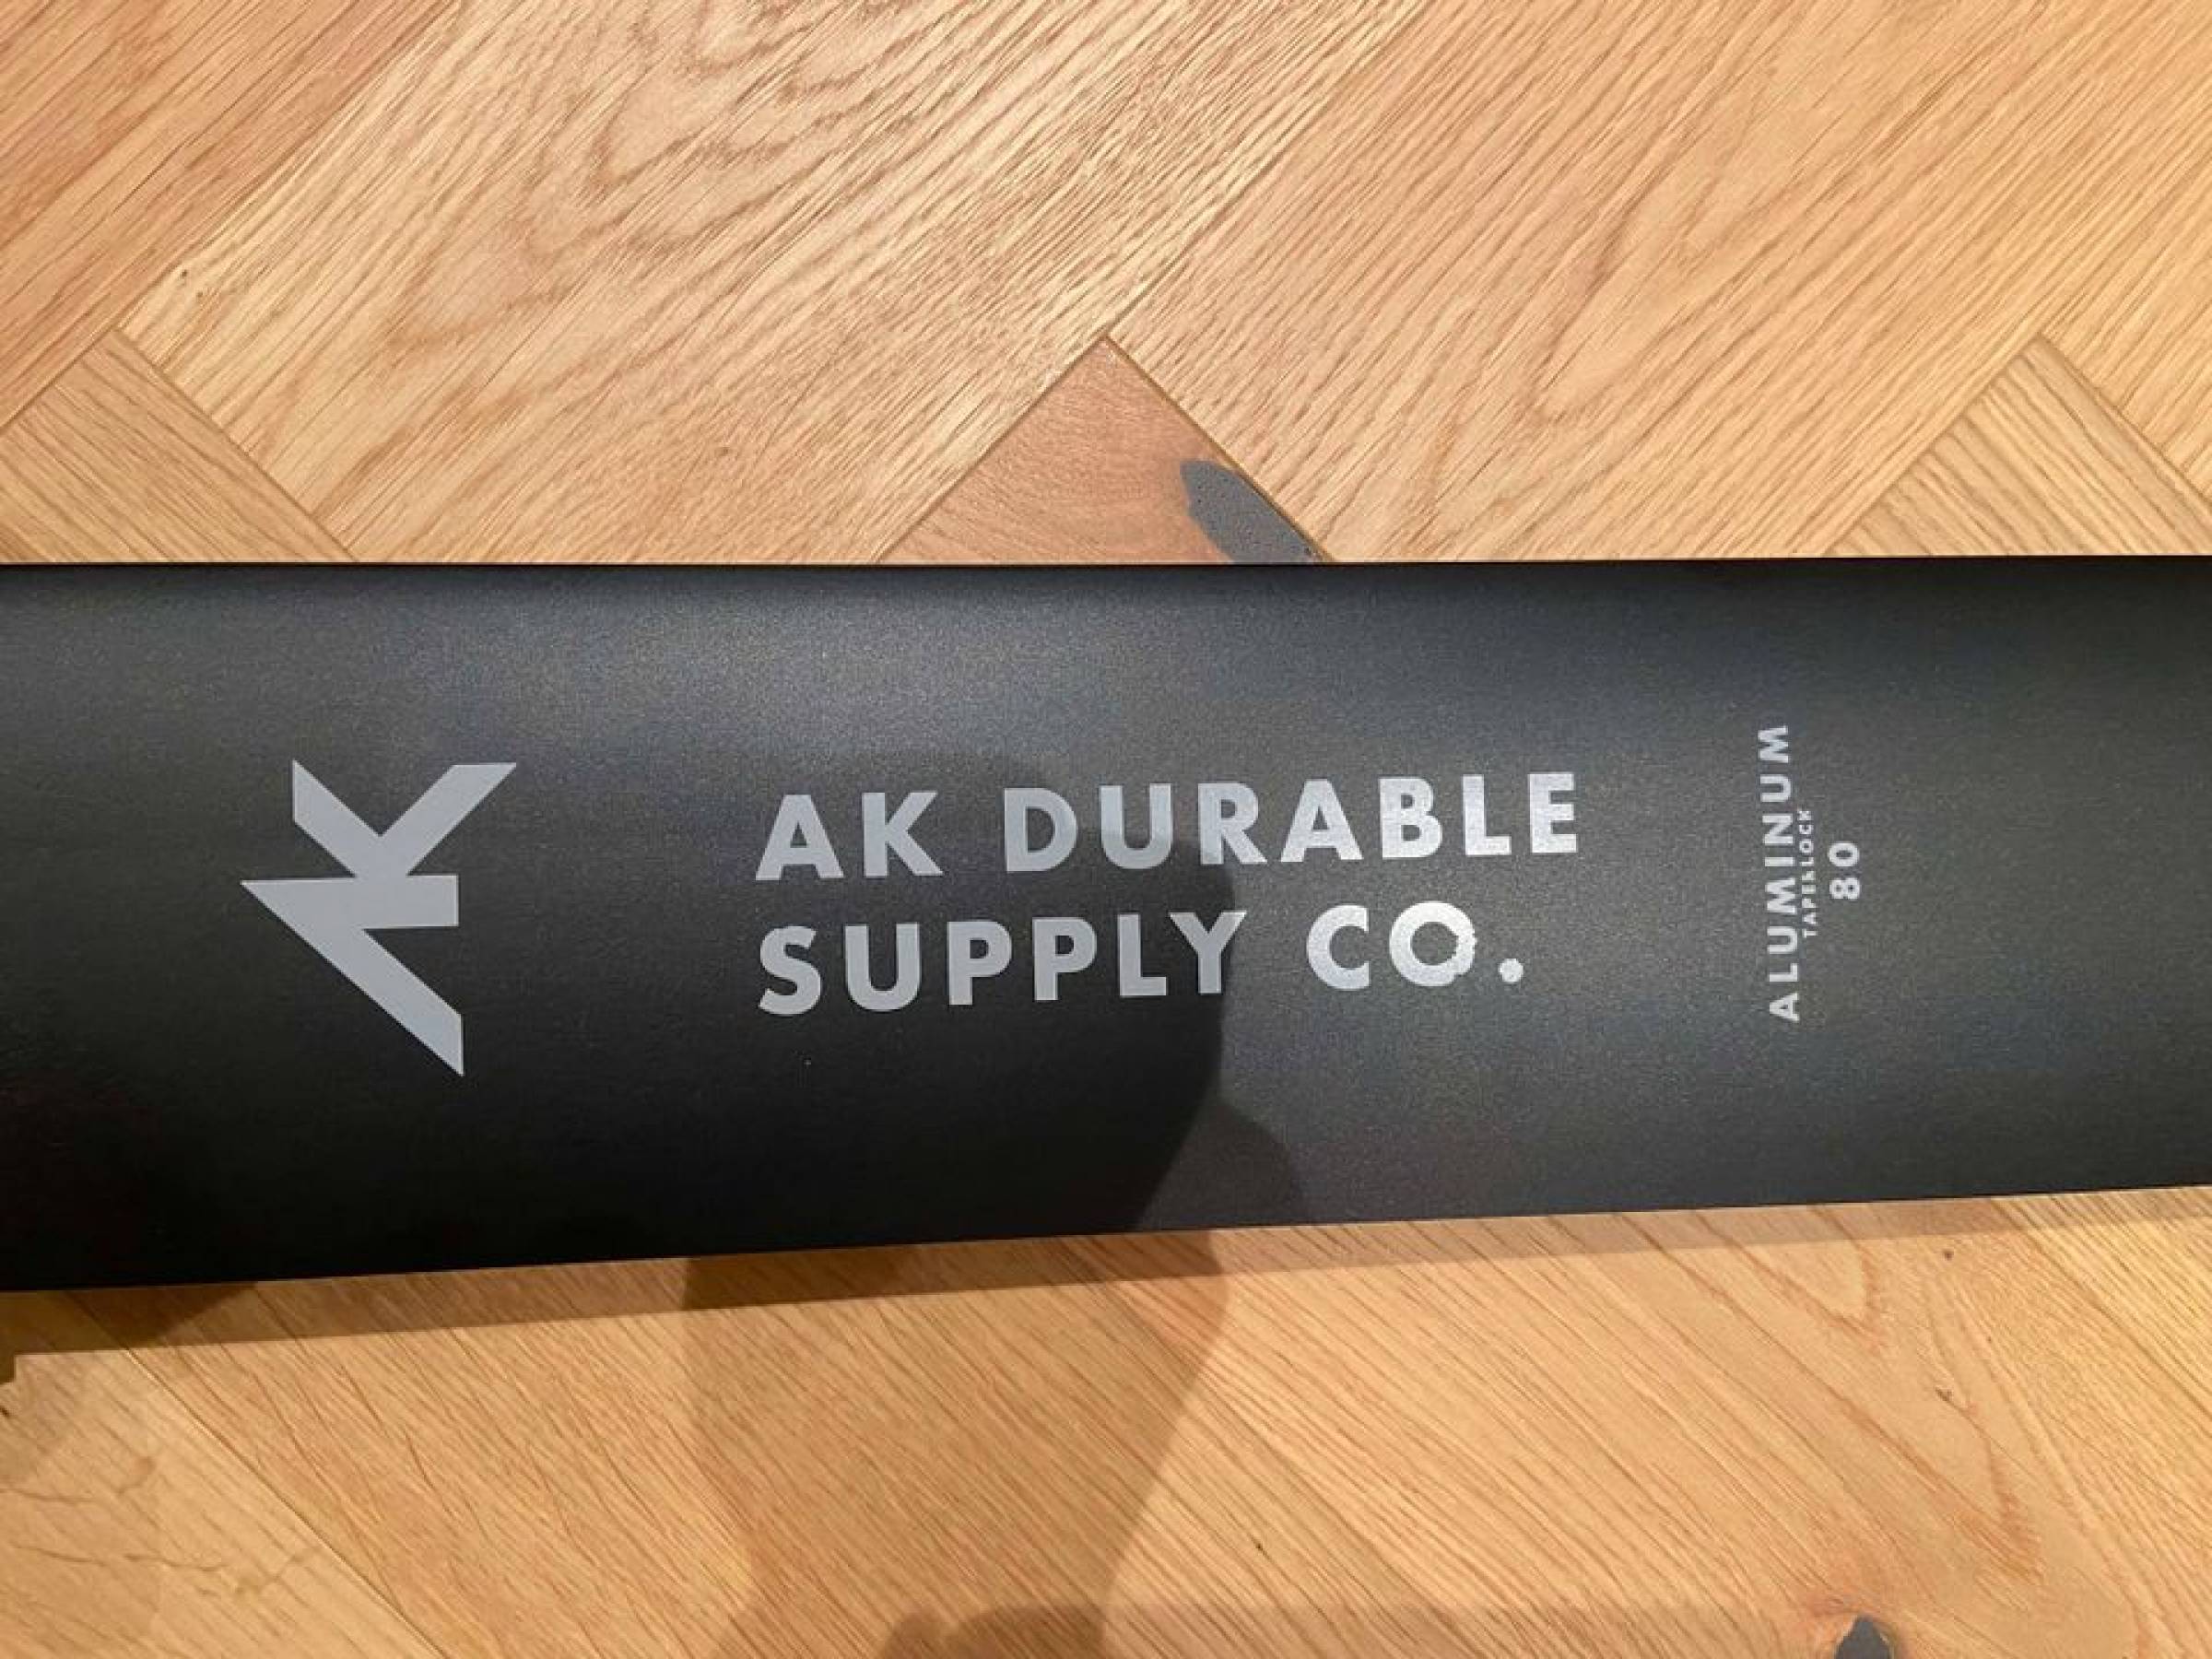 AK
AK DURABLE
SUPPLY CO.
ALUMINUM
TAPERLOCK
80